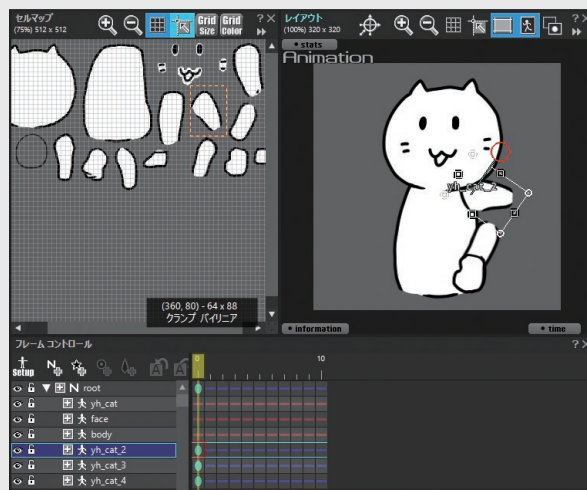 セルマップ
(75%) 512 x 512
Grid Size
Grid Color
?×
レイアウト
(100%) 320 x 320
?×
• stats
Animation
yh_cat_2
(360, 80) - 64 x 88
クランプ バイリニア
• information
• time
フレームコントロール
?×
Setup
0
10
N root
yh_cat
face
body
yh_cat_2
yh_cat_3
yh_cat_4